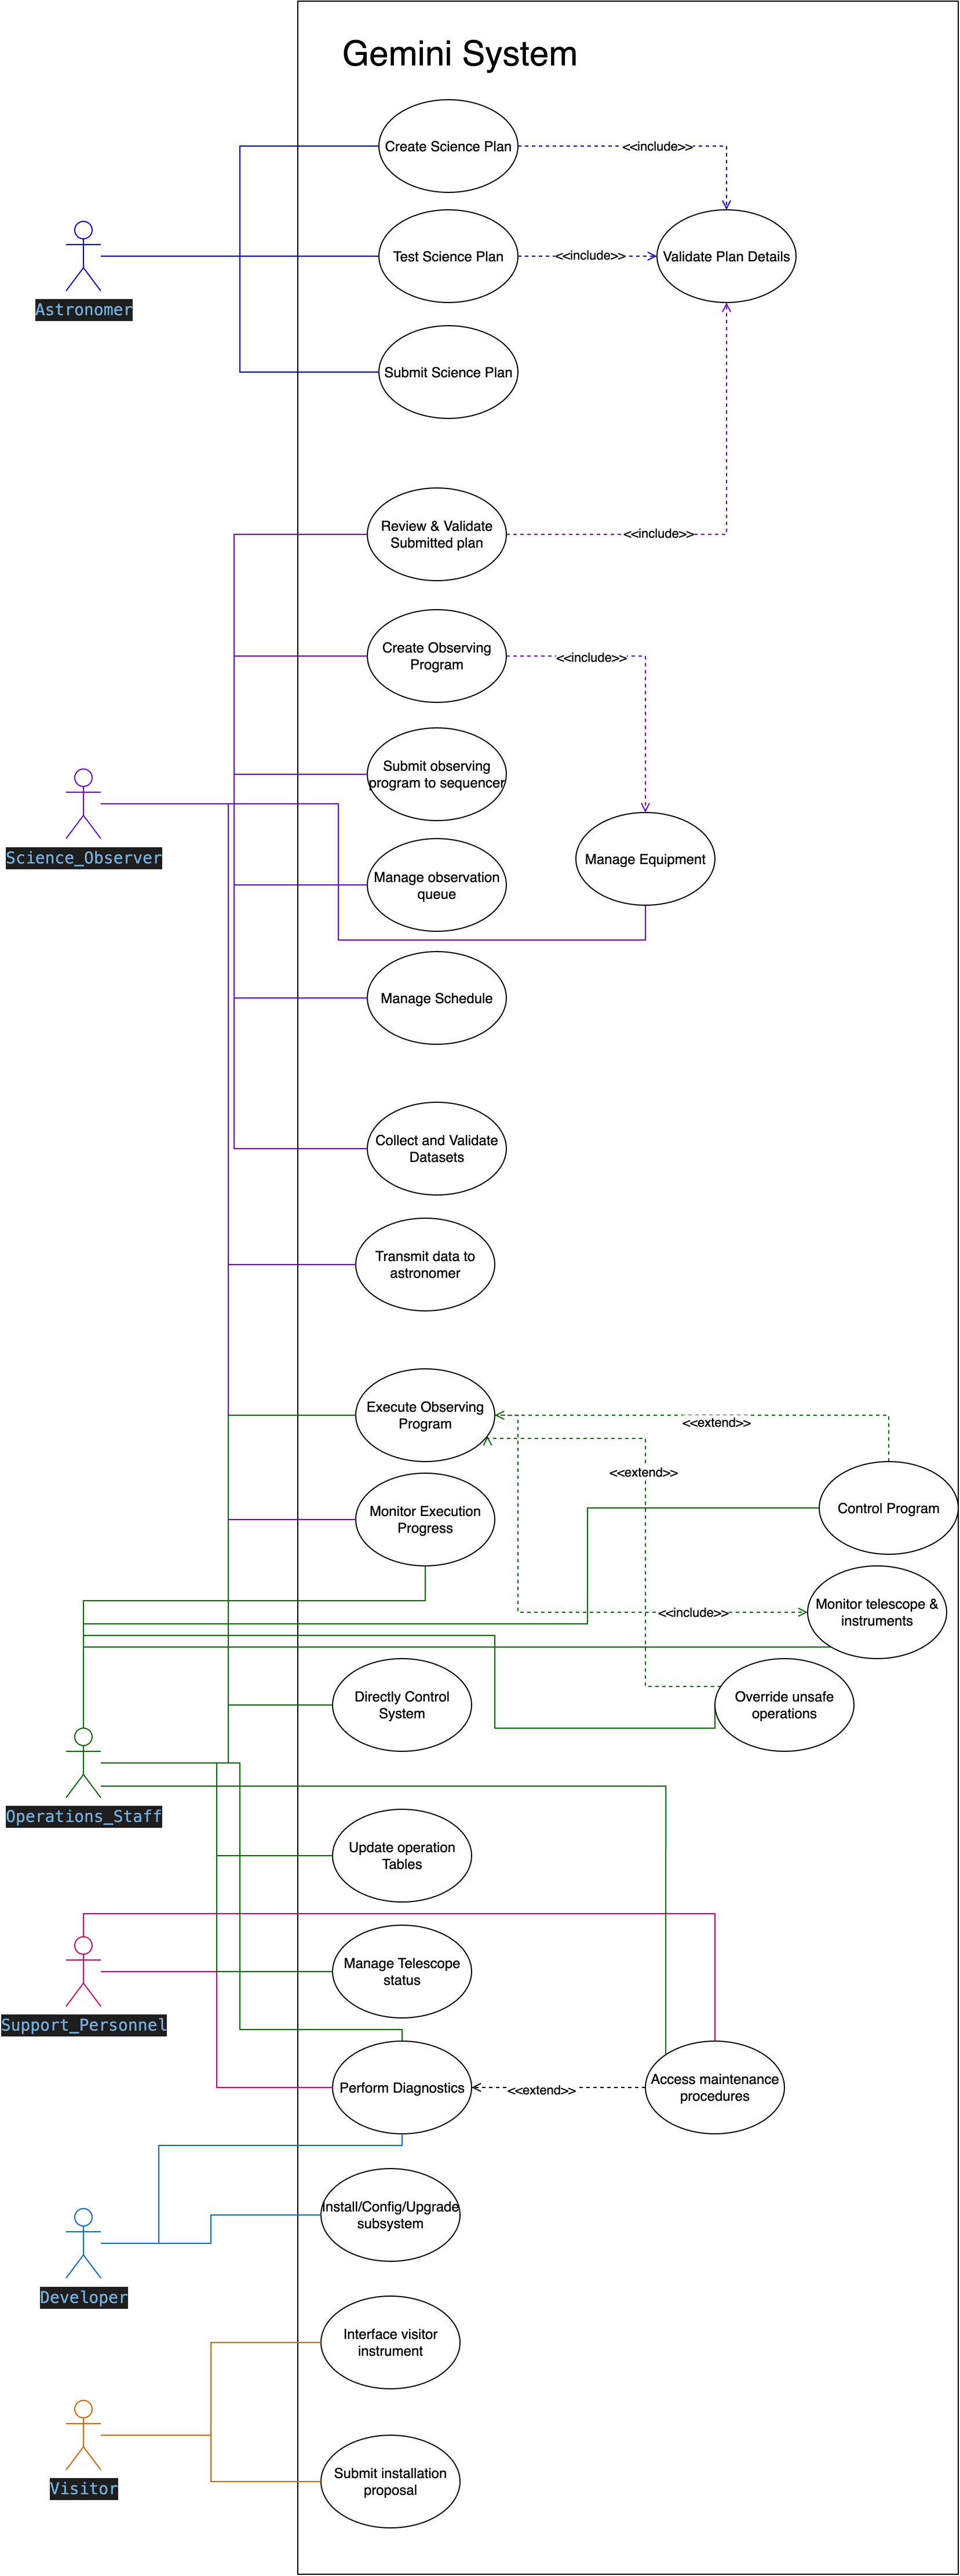 Gemini System
Create Science Plan
<<include>>
Test Science Plan
<<include>>
Validate Plan Details
Astronomer
Submit Science Plan
Review & Validate
Submitted plan
<<include>>
Create Observing
Program
<<include>>
Submit observing
program to sequencer
Science_Observer
Manage Equipment
Manage observation
queue
Manage Schedule
Collect and Validate
Datasets
Transmit data to
astronomer
Execute Observing
Program
<<extend>>
<<extend>>
Monitor Execution
Progress
Control Program
Monitor telescope &
instruments
<<include>>
Directly Control
System
Override unsafe
operations
Operations_Staff
Update operation
Tables
Manage Telescope
status
Support_Personnel
Perform Diagnostics
<<extend>>
Access maintenance
procedures
Install/Config/Upgrade
subsystem
Developer
Interface visitor
instrument
Visitor
Submit installation
proposal